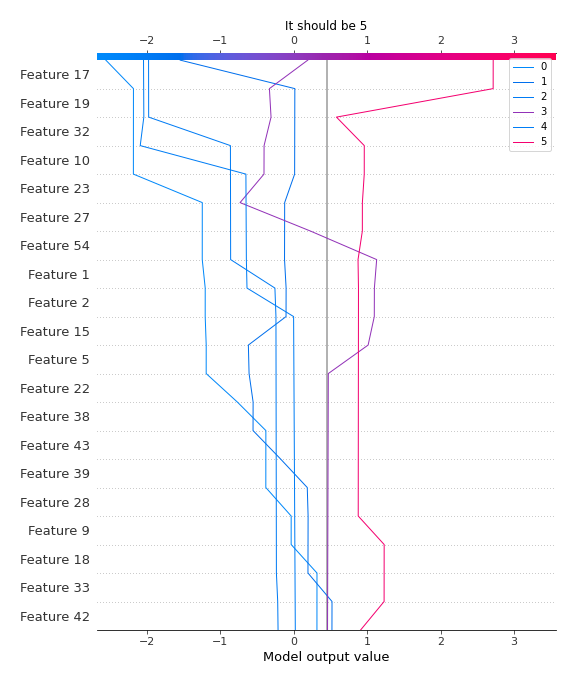 It should be 5
−2 −1 0 1 2 3
0
1
2
3
4
5
Feature 17
Feature 19
Feature 32
Feature 10
Feature 23
Feature 27
Feature 54
Feature 1
Feature 2
Feature 15
Feature 5
Feature 22
Feature 38
Feature 43
Feature 39
Feature 28
Feature 9
Feature 18
Feature 33
Feature 42
−2 −1 0 1 2 3
Model output value